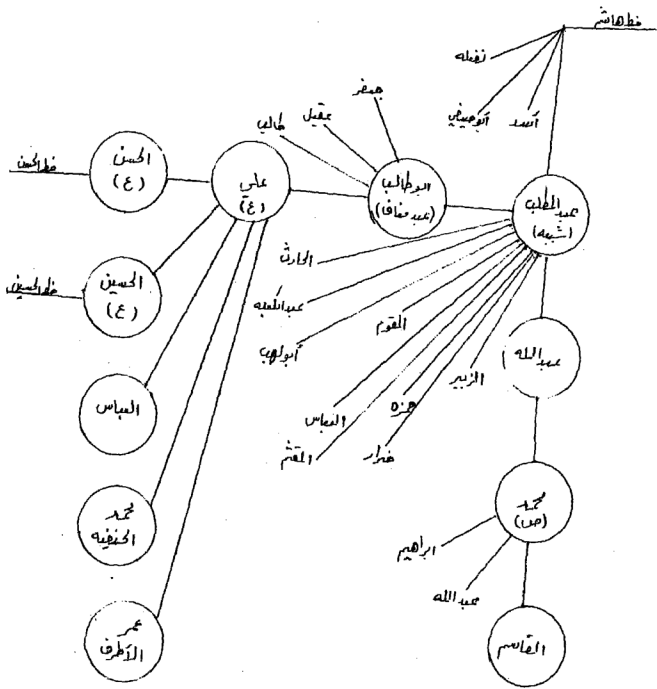 خط هاشم
نضله
أبو صيفي
أسد
جعفر
عقيل
طالب
خط الحسن
الحسن
(ع)
علي
(ع)
ابو طالب
(عبد مناف)
عبد المطلب
(شيبه)
خط الحسين
الحسين
(ع)
الحارث
عبد الكعبه
أبو لهب
المقوم
العباس
القثم
حمزه
ضرار
الزبير
عبد الله
العباس
محمد
(ص)
محمد
الحنفيه
ابراهيم
عبد الله
القاسم
عمر
الأطرف